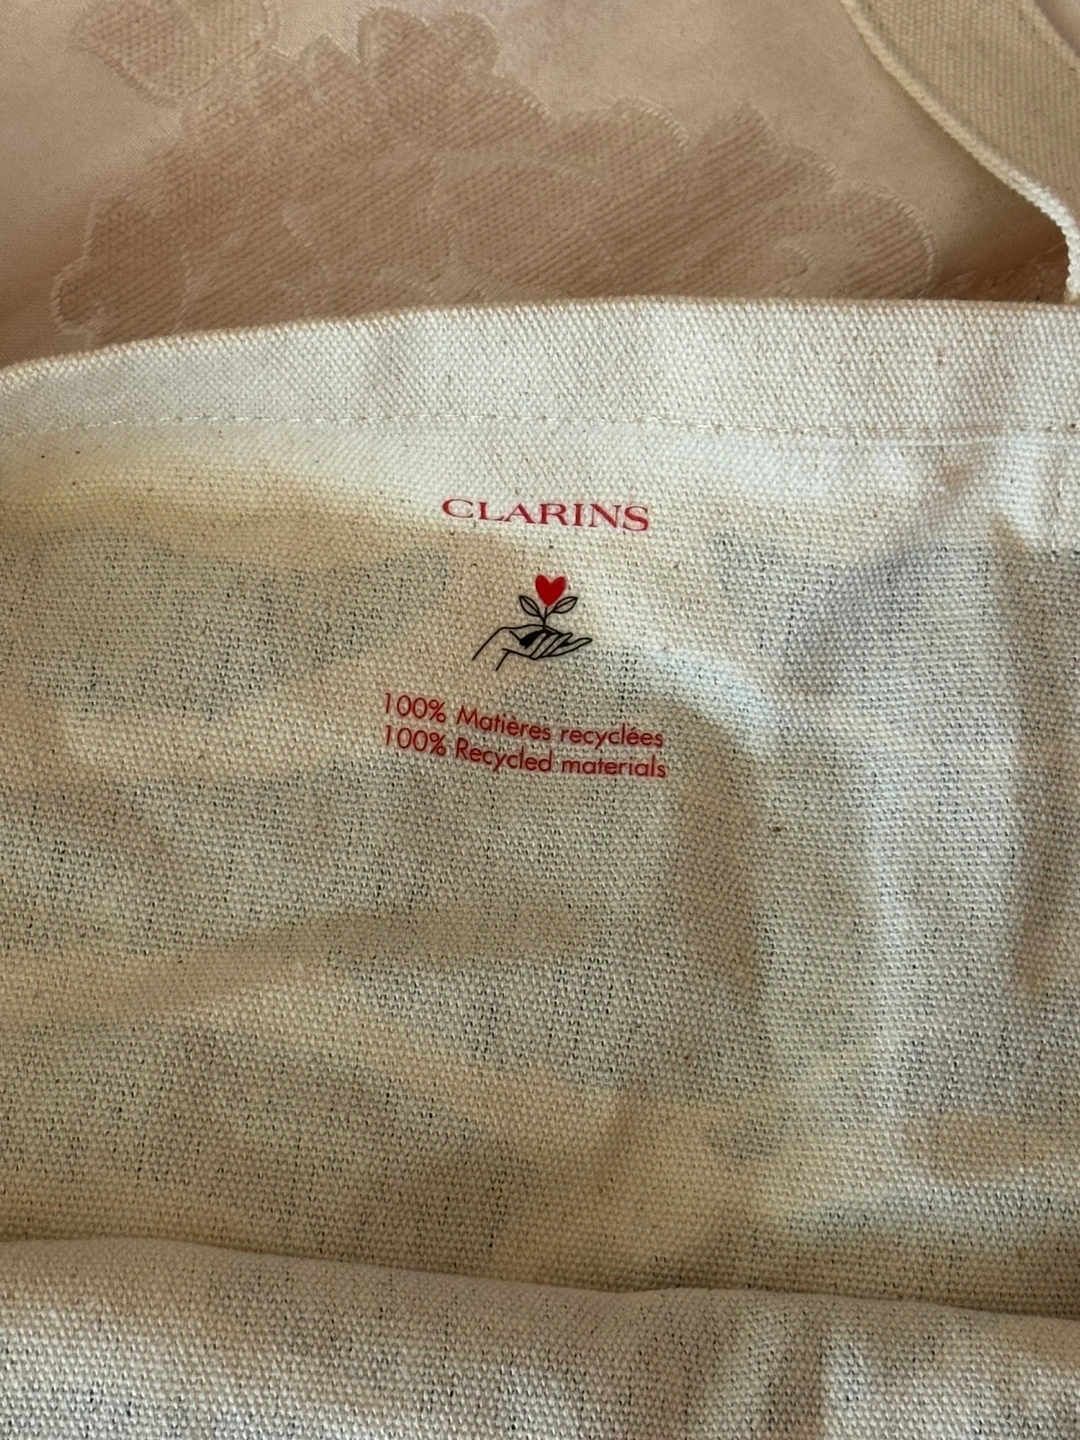 CLARINS
100% Matières recyclées
100% Recycled materials